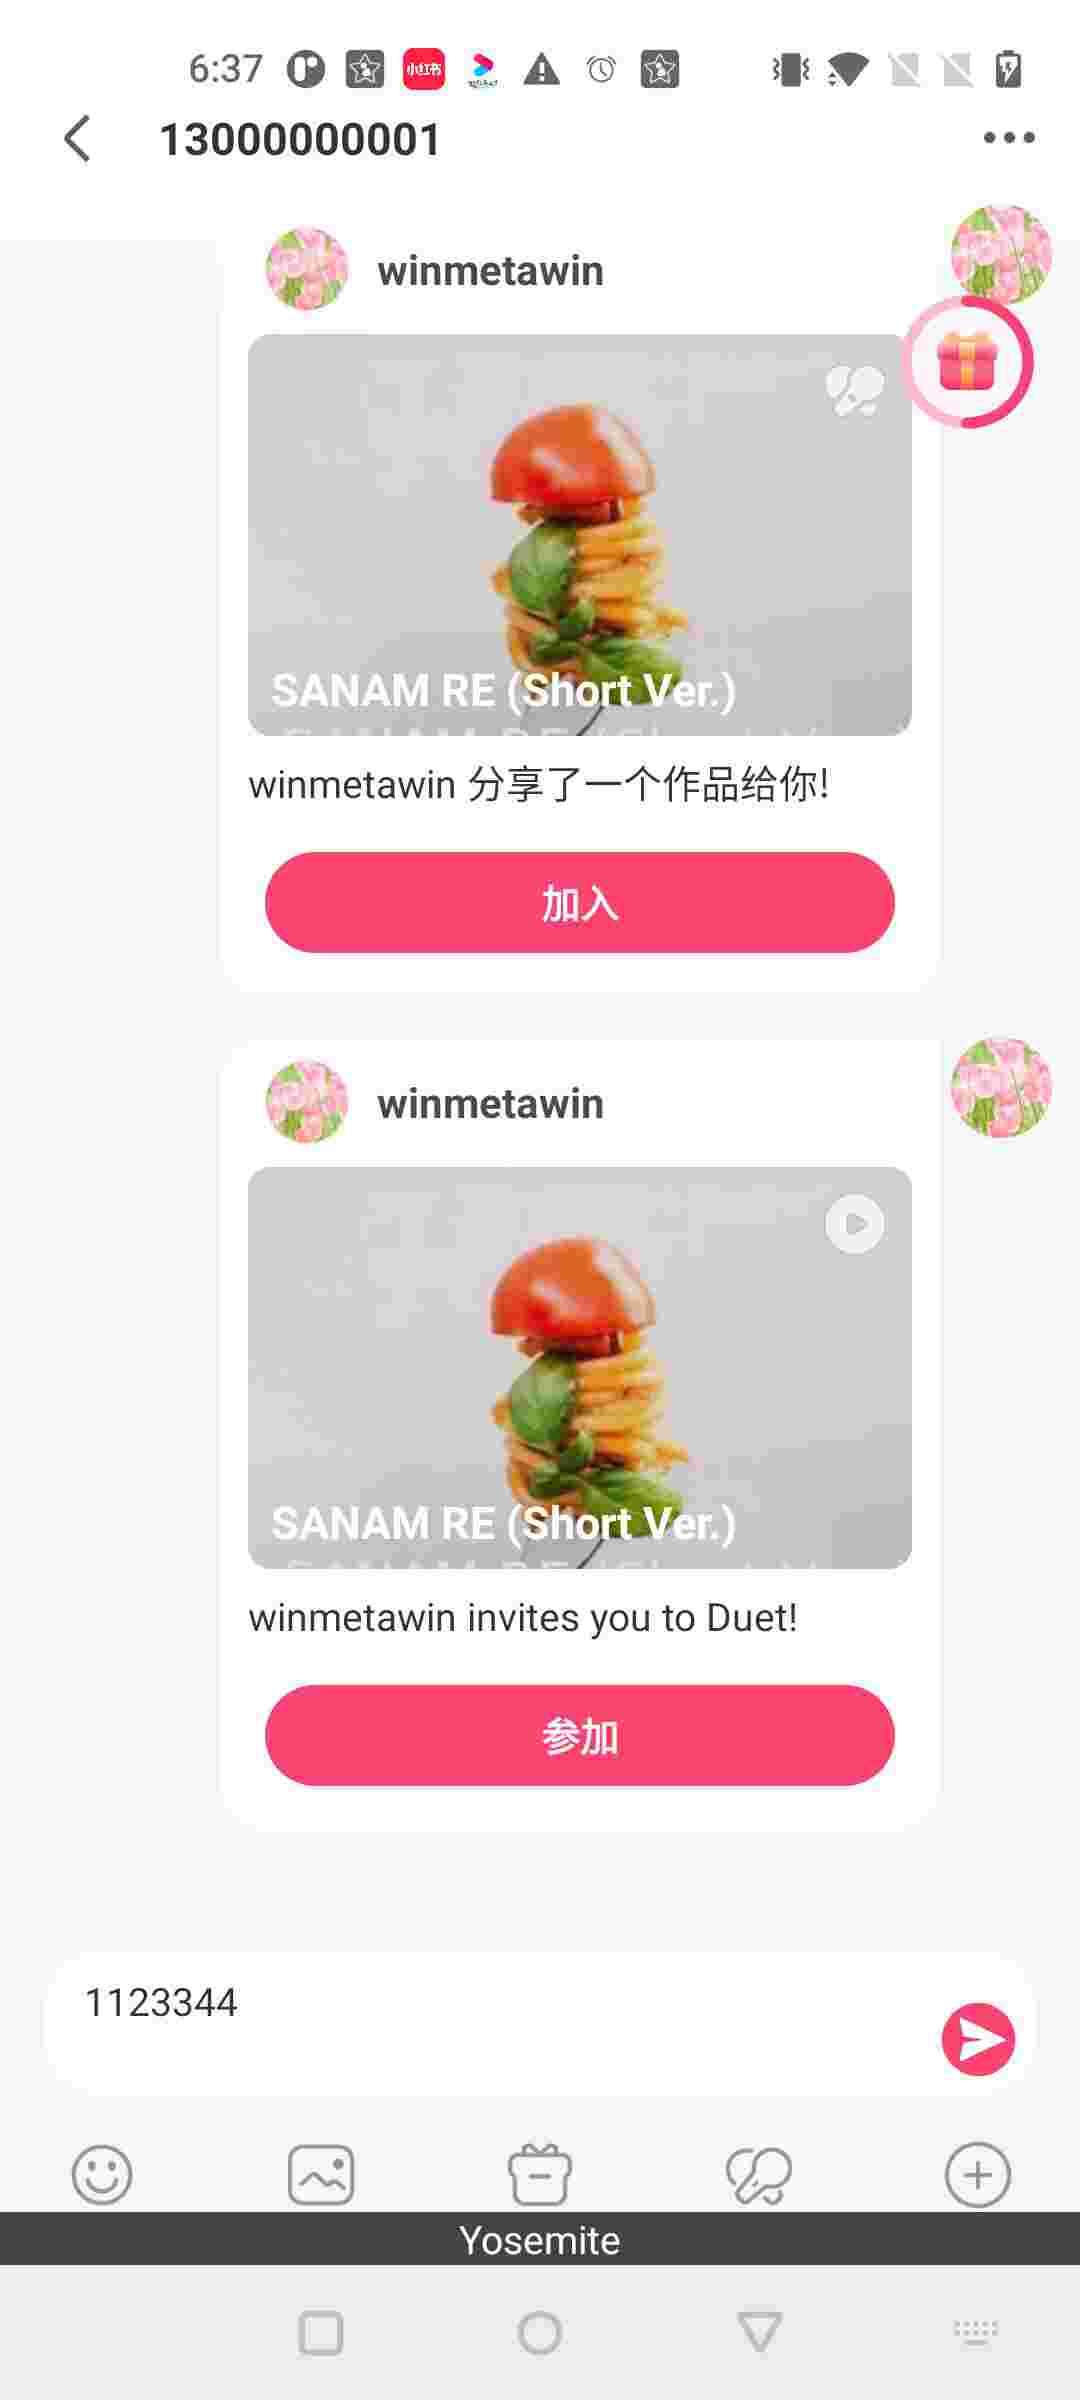 6:37
小红书
13000000001
winmetawin
SANAM RE (Short Ver.)
winmetawin 分享了一个作品给你!
加入
winmetawin
SANAM RE (Short Ver.)
winmetawin invites you to Duet!
参加
1123344
Yosemite